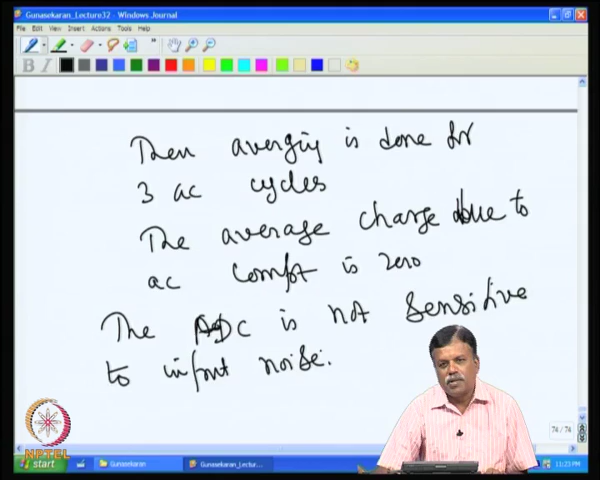 Gunasekaran_Lecture32 - Windows Journal
File Edit View Insert Actions Tools Help
B I
Then averging is done for
3 ac cycles
The average charge due to
ac compt is zero
The ADC is not sensitive
to input noise.
74 / 74
NPTEL
start Gunasekaran Gunasekaran_Lectur... 11:23 PM